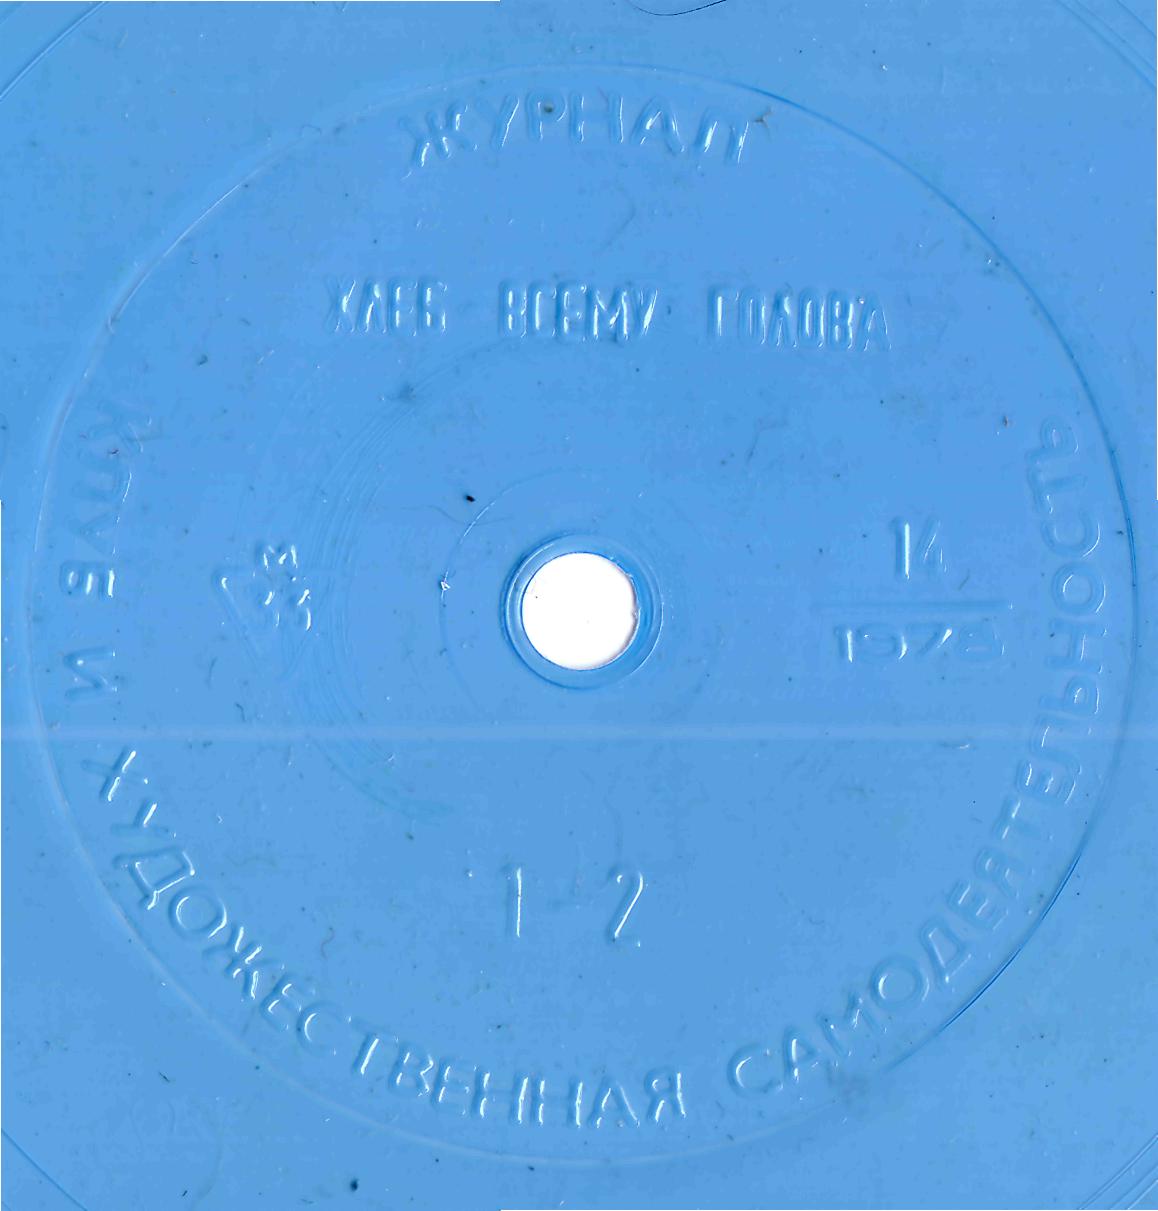 ЖУРНАЛ
ХЛЕБ ВСЕМУ ГОЛОВА
КЛУБ И ХУДОЖЕСТВЕННАЯ САМОДЕЯТЕЛЬНОСТЬ
33 М
14
1978
1 2